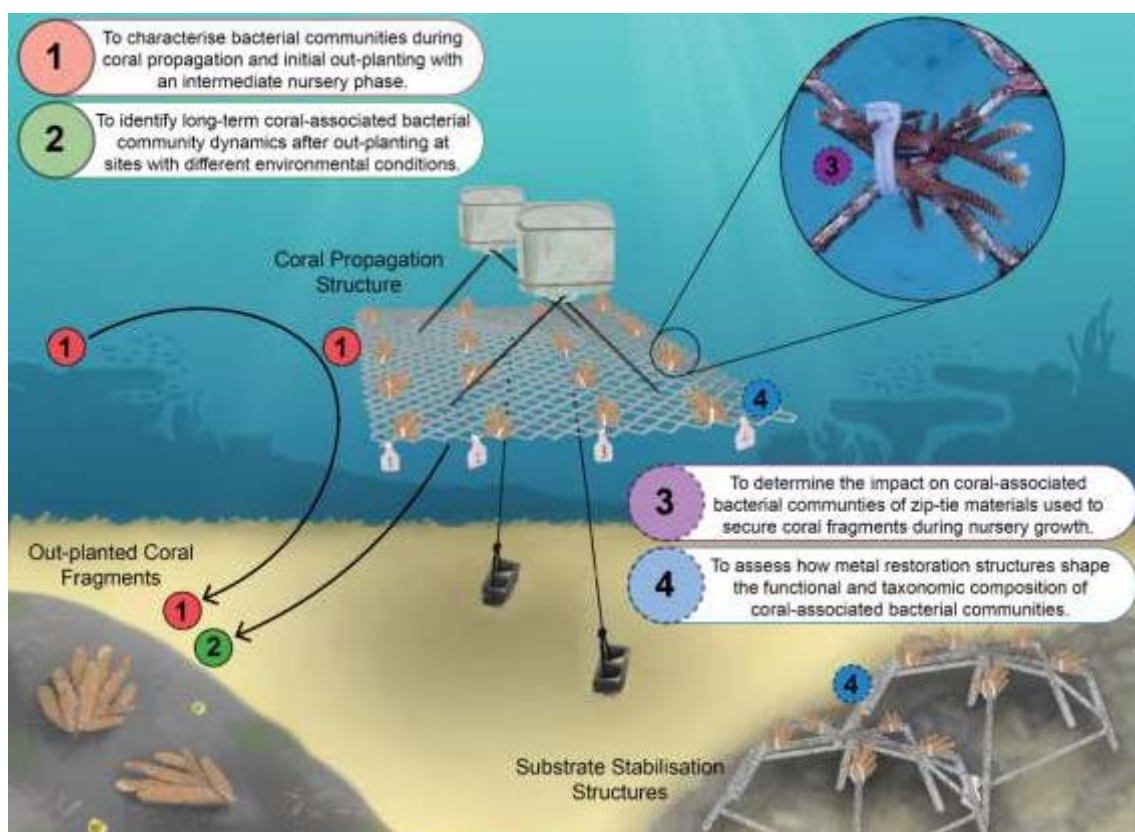 1
To characterise bacterial communities during
coral propagation and initial out-planting with
an intermediate nursery phase.
2
To identify long-term coral-associated bacterial
community dynamics after out-planting at
sites with different environmental conditions.
3
Coral Propagation
Structure
1
1
4
3
To determine the impact on coral-associated
bacterial communties of zip-tie materials used to
secure coral fragments during nursery growth.
4
To assess how metal restoration structures shape
the functional and taxonomic composition of
coral-associated bacterial communities.
Out-planted Coral
Fragments
1
2
4
Substrate Stabilisation
Structures